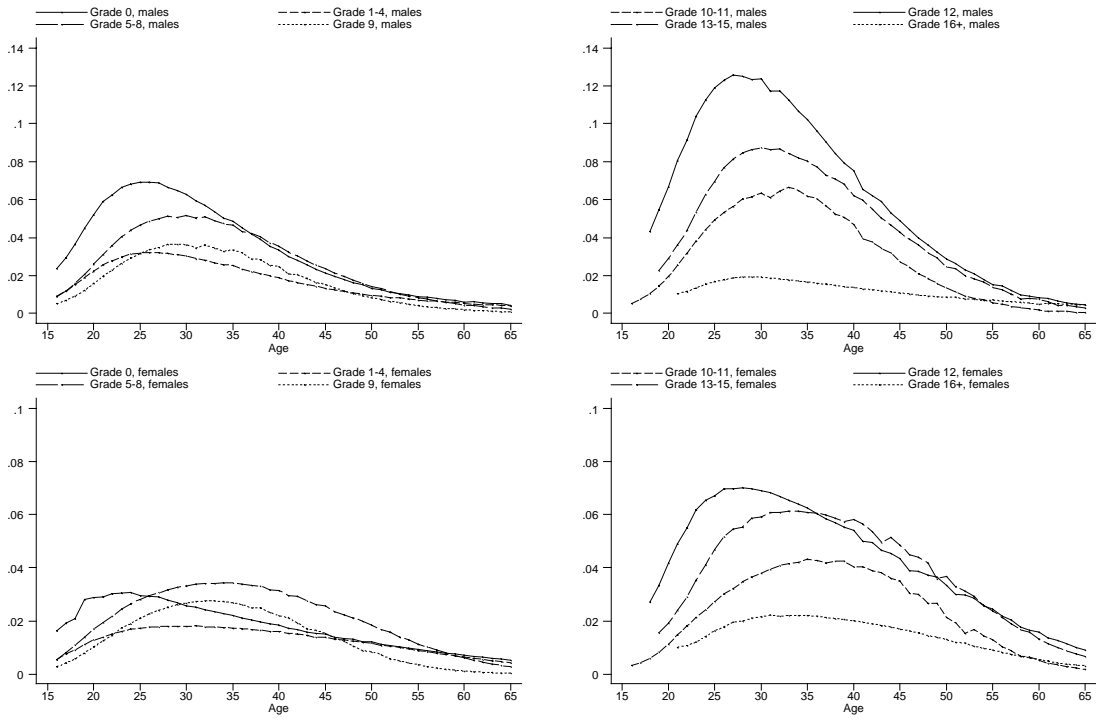 Grade 0, males Grade 1-4, males
Grade 5-8, males Grade 9, males
.14
.12
.1
.08
.06
.04
.02
0
15 20 25 30 35 40 45 50 55 60 65
Age
Grade 10-11, males Grade 12, males
Grade 13-15, males Grade 16+, males
.14
.12
.1
.08
.06
.04
.02
0
15 20 25 30 35 40 45 50 55 60 65
Age
Grade 0, females Grade 1-4, females
Grade 5-8, females Grade 9, females
.1
.08
.06
.04
.02
0
15 20 25 30 35 40 45 50 55 60 65
Age
Grade 10-11, females Grade 12, females
Grade 13-15, females Grade 16+, females
.1
.08
.06
.04
.02
0
15 20 25 30 35 40 45 50 55 60 65
Age